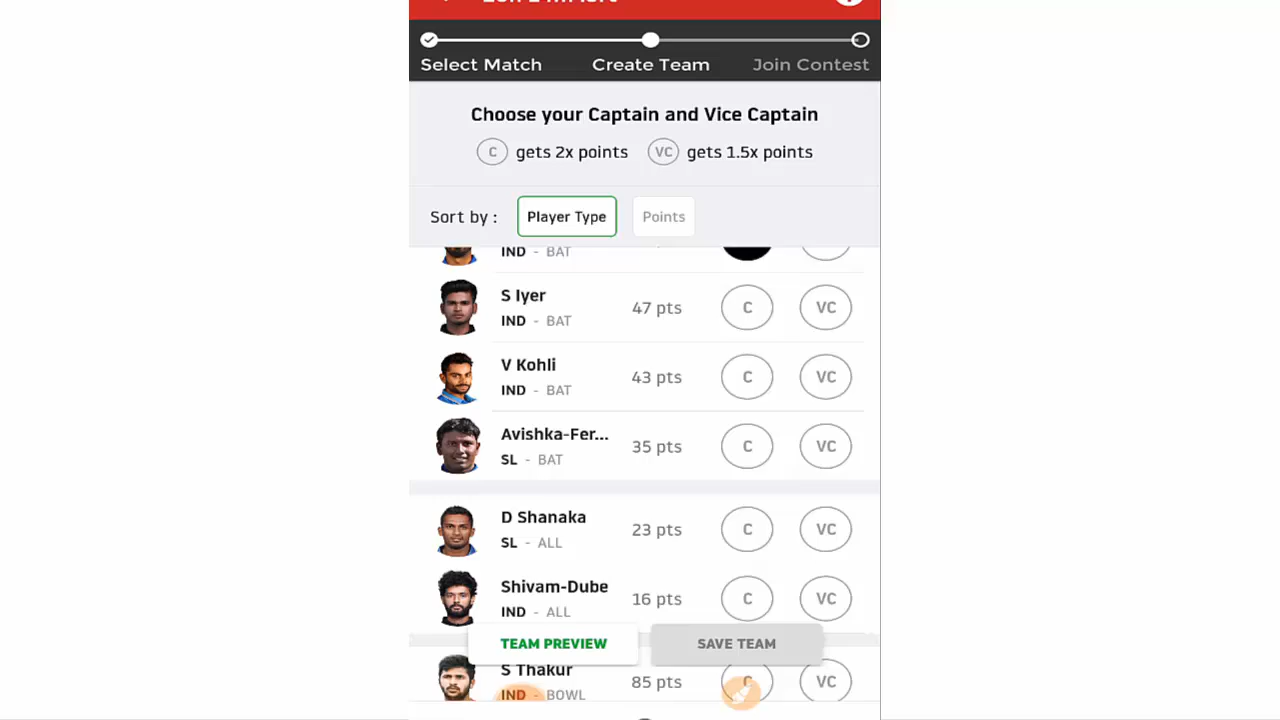 Select Match
Create Team
Join Contest
Choose your Captain and Vice Captain
C gets 2x points VC gets 1.5x points
Sort by : Player Type Points
IND - BAT
S Iyer
IND - BAT
47 pts
C
VC
V Kohli
IND - BAT
43 pts
C
VC
Avishka-Fer...
SL - BAT
35 pts
C
VC
D Shanaka
SL - ALL
23 pts
C
VC
Shivam-Dube
IND - ALL
16 pts
C
VC
TEAM PREVIEW
SAVE TEAM
S Thakur
IND - BOWL
85 pts
C
VC